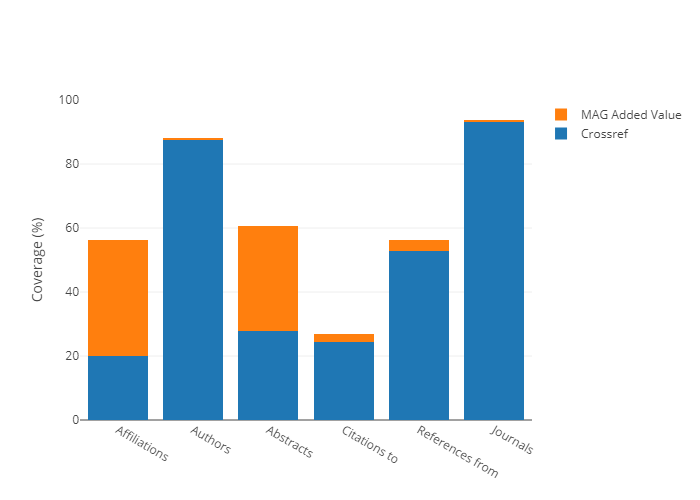 100
80
60
40
20
0
Coverage (%)
Affiliations
Authors
Abstracts
Citations to
References from
Journals
MAG Added Value
Crossref